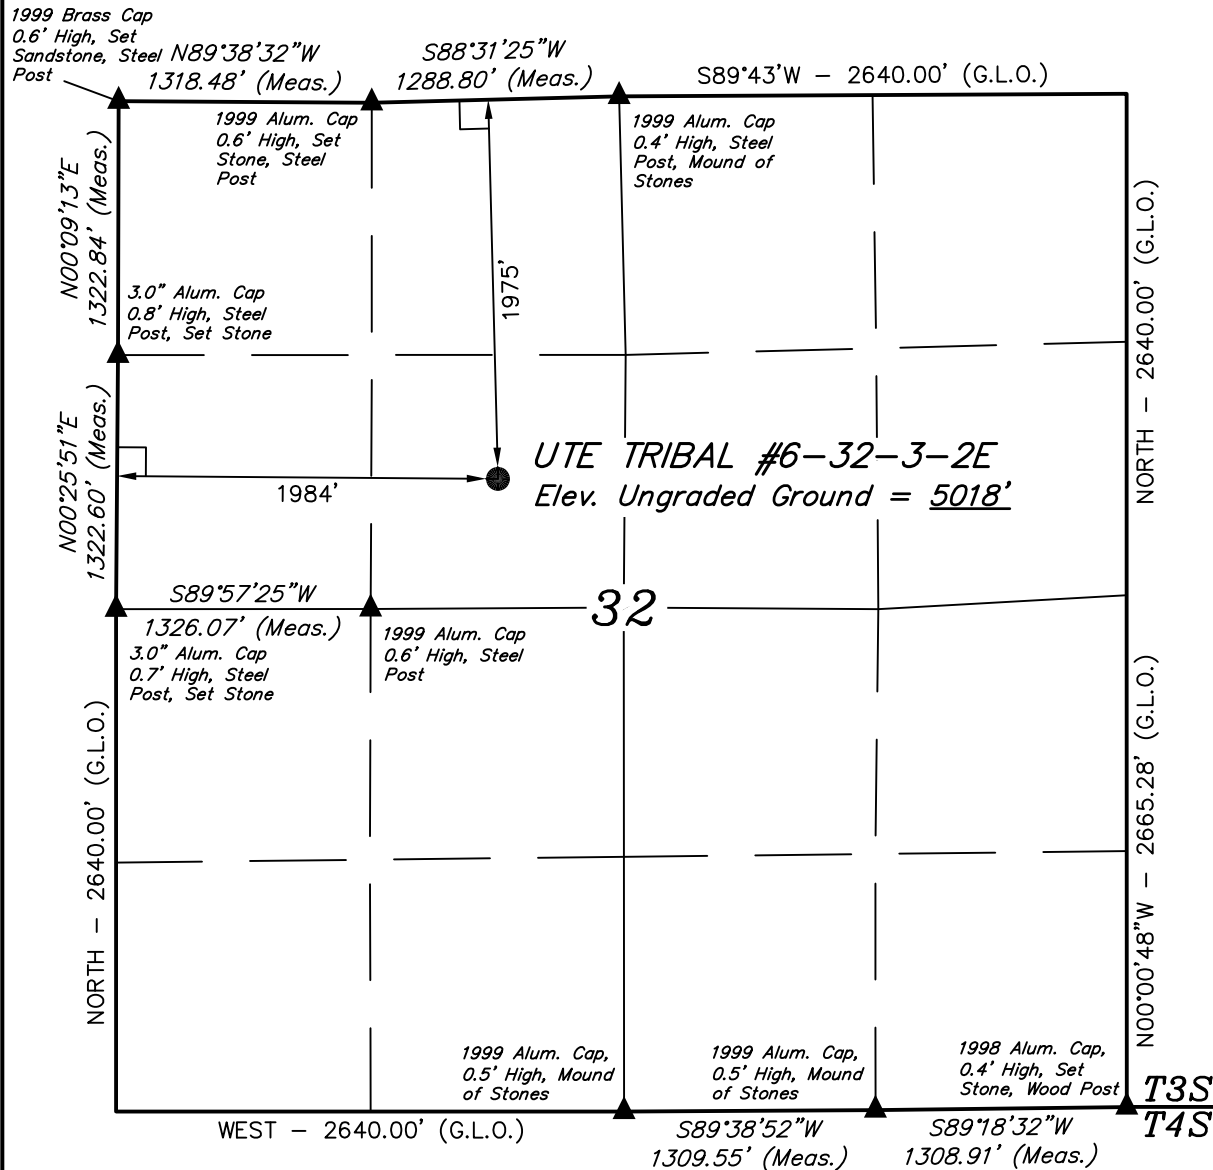 1999 Brass Cap
0.6' High, Set
Sandstone, Steel
Post
N89°38'32"W
1318.48' (Meas.)
S88°31'25"W
1288.80' (Meas.)
S89°43'W – 2640.00' (G.L.O.)
1999 Alum. Cap
0.6' High, Set
Stone, Steel
Post
1999 Alum. Cap
0.4' High, Steel
Post, Mound of
Stones
N00°09'13"E
1322.84' (Meas.)
1975'
NORTH – 2640.00' (G.L.O.)
3.0" Alum. Cap
0.8' High, Steel
Post, Set Stone
N00°25'51"E
1322.60' (Meas.)
1984'
UTE TRIBAL #6-32-3-2E
Elev. Ungraded Ground = 5018'
S89°57'25"W
1326.07' (Meas.)
32
3.0" Alum. Cap
0.7' High, Steel
Post, Set Stone
1999 Alum. Cap
0.6' High, Steel
Post
NORTH – 2640.00' (G.L.O.)
N00°00'48"W – 2665.28' (G.L.O.)
1999 Alum. Cap,
0.5' High, Mound
of Stones
1999 Alum. Cap,
0.5' High, Mound
of Stones
1998 Alum. Cap,
0.4' High, Set
Stone, Wood Post
T3S
T4S
WEST – 2640.00' (G.L.O.)
S89°38'52"W
1309.55' (Meas.)
S89°18'32"W
1308.91' (Meas.)